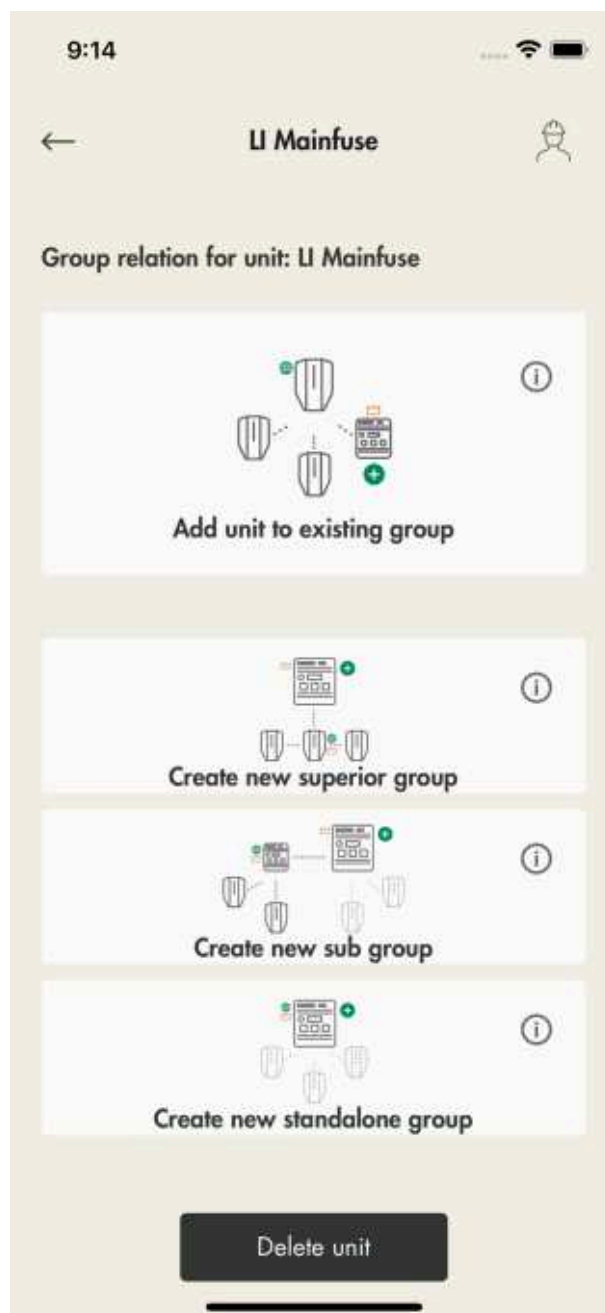 9:14
LI Mainfuse
Group relation for unit: LI Mainfuse
Add unit to existing group
Create new superior group
Create new sub group
Create new standalone group
Delete unit